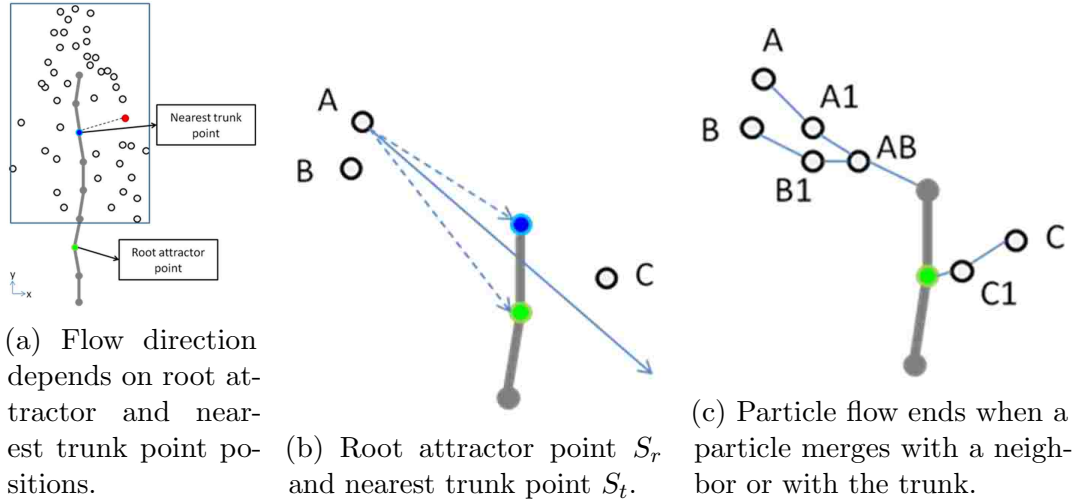 Nearest trunk
point
Root attractor
point
y
x
(a) Flow direction
depends on root at-
tractor and near-
est trunk point po-
sitions.
A
B
C
(b) Root attractor point Sr
and nearest trunk point St.
A
A1
B
AB
B1
C
C1
(c) Particle flow ends when a
particle merges with a neigh-
bor or with the trunk.